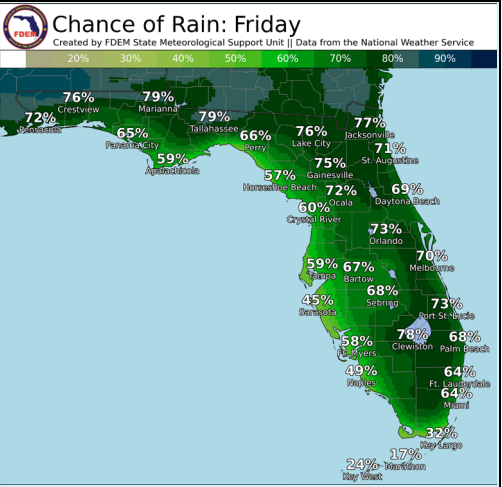 FDEM
Chance of Rain: Friday
Created by FDEM State Meteorological Support Unit || Data from the National Weather Service
20% 30% 40% 50% 60% 70% 80% 90%
76%
Crestview
79%
Marianna
72%
Pensacola
79%
Tallahassee
65%
Panama City
66%
Perry
76%
Lake City
77%
Jacksonville
59%
Apalachicola
71%
St. Augustine
57%
Horseshoe Beach
75%
Gainesville
72%
Ocala
69%
Daytona Beach
60%
Crystal River
73%
Orlando
70%
Melbourne
59%
Tampa
67%
Bartow
68%
Sebring
45%
Sarasota
73%
Port St. Lucie
58%
Ft. Myers
78%
Clewiston
68%
Palm Beach
49%
Naples
64%
Ft. Lauderdale
64%
Miami
32%
Key Largo
17%
Marathon
24%
Key West